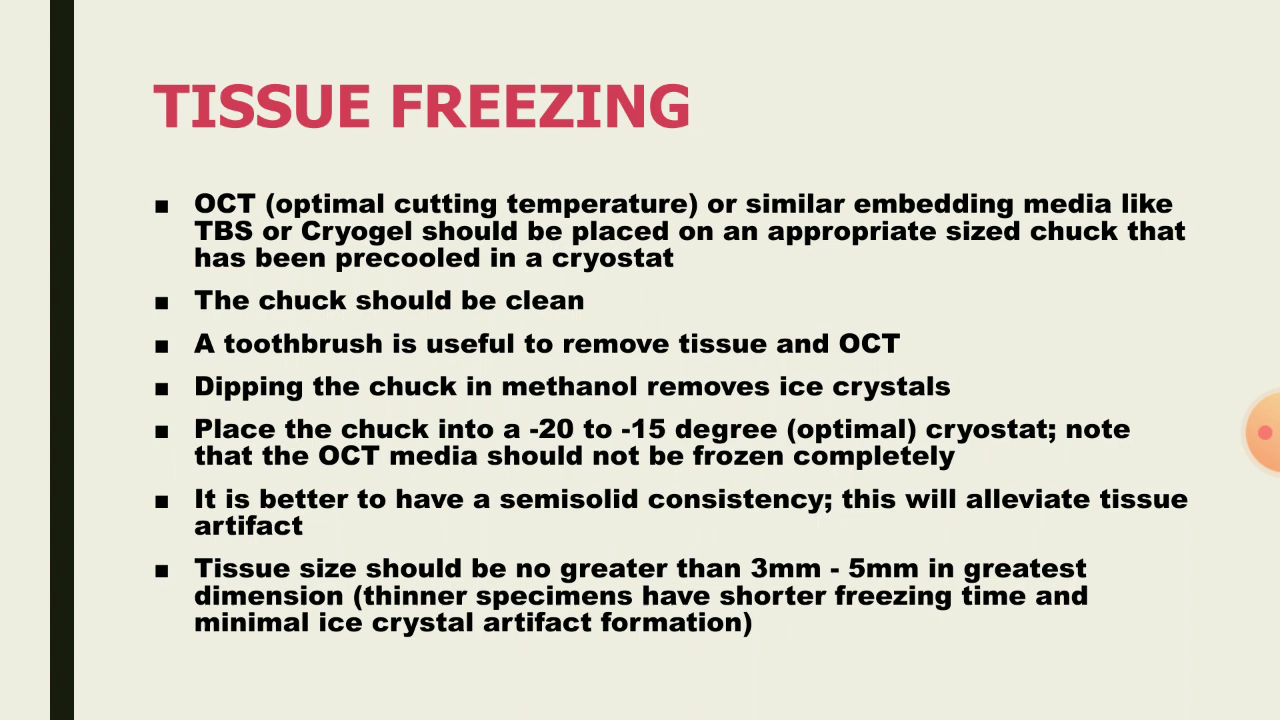 TISSUE FREEZING
■ OCT (optimal cutting temperature) or similar embedding media like
TBS or Cryogel should be placed on an appropriate sized chuck that
has been precooled in a cryostat
■ The chuck should be clean
■ A toothbrush is useful to remove tissue and OCT
■ Dipping the chuck in methanol removes ice crystals
■ Place the chuck into a -20 to -15 degree (optimal) cryostat; note
that the OCT media should not be frozen completely
■ It is better to have a semisolid consistency; this will alleviate tissue
artifact
■ Tissue size should be no greater than 3mm - 5mm in greatest
dimension (thinner specimens have shorter freezing time and
minimal ice crystal artifact formation)